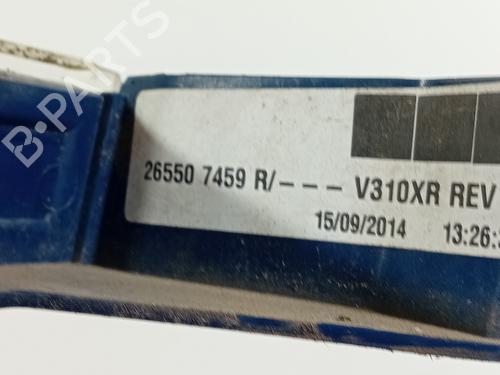 B-PARTS
26550 7459 R/- - - V310XR REV
15/09/2014 13:26: